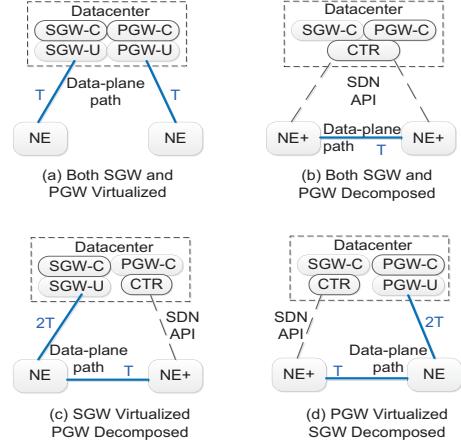 Datacenter
SGW-C PGW-C
SGW-U PGW-U
T
Data-plane
path
T
NE
NE
(a) Both SGW and
PGW Virtualized
Datacenter
SGW-C PGW-C
CTR
SDN
API
NE+
Data-plane
path
T
NE+
(b) Both SGW and
PGW Decomposed
Datacenter
SGW-C PGW-C
SGW-U CTR
2T
SDN
API
Data-plane
path
T
NE
NE+
(c) SGW Virtualized
PGW Decomposed
Datacenter
SGW-C PGW-C
CTR PGW-U
SDN
API
2T
Data-plane
path
T
NE+
NE
(d) PGW Virtualized
SGW Decomposed